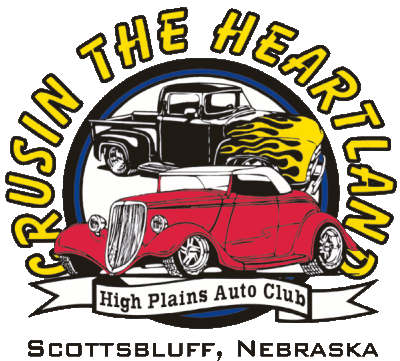 CRUSIN THE HEARTLAND
High Plains Auto Club
SCOTTSBLUFF, NEBRASKA